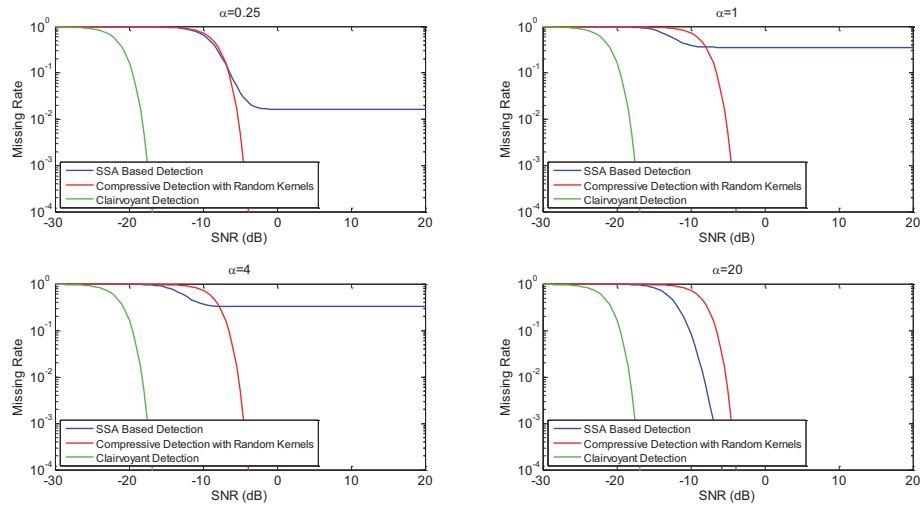 α=0.25
10^0
10^-1
10^-2
10^-3
10^-4
Missing Rate
SSA Based Detection
Compressive Detection with Random Kernels
Clairvoyant Detection
-30 -20 -10 0 10 20
SNR (dB)
α=1
10^0
10^-1
10^-2
10^-3
10^-4
Missing Rate
SSA Based Detection
Compressive Detection with Random Kernels
Clairvoyant Detection
-30 -20 -10 0 10 20
SNR (dB)
α=4
10^0
10^-1
10^-2
10^-3
10^-4
Missing Rate
SSA Based Detection
Compressive Detection with Random Kernels
Clairvoyant Detection
-30 -20 -10 0 10 20
SNR (dB)
α=20
10^0
10^-1
10^-2
10^-3
10^-4
Missing Rate
SSA Based Detection
Compressive Detection with Random Kernels
Clairvoyant Detection
-30 -20 -10 0 10 20
SNR (dB)